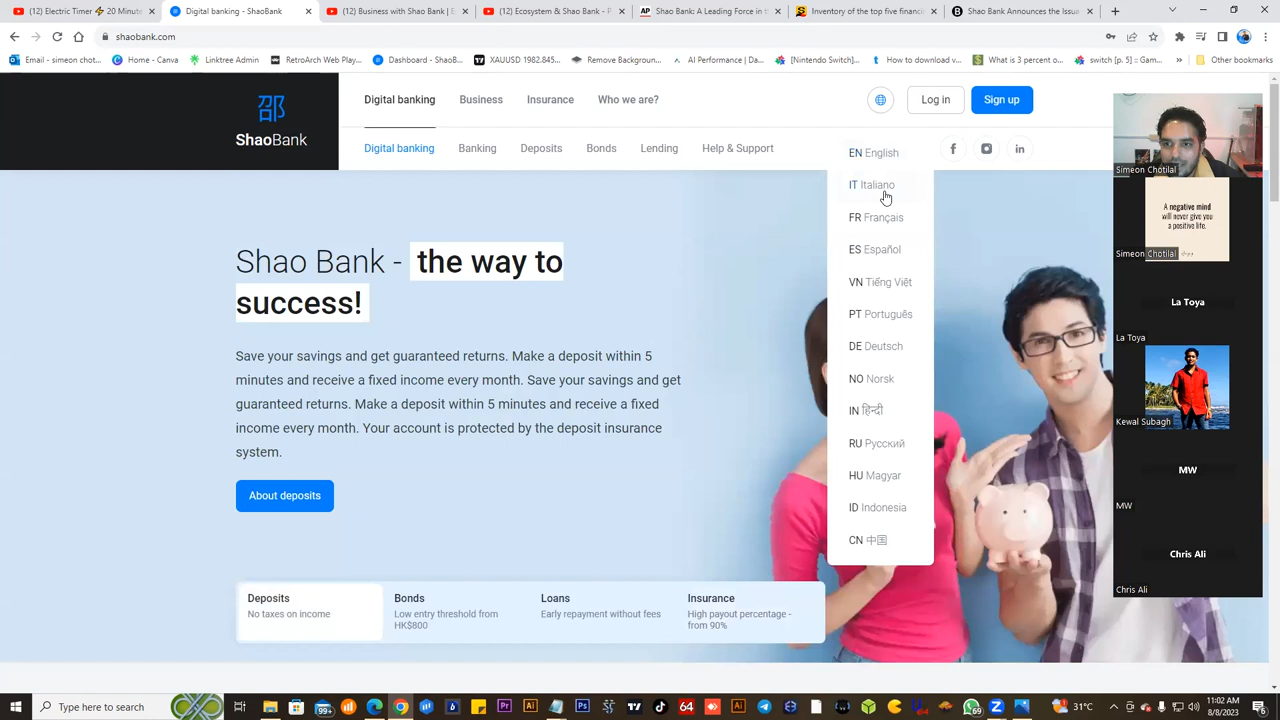 (12) Electric Timer ⚡ 20 Minute
Digital banking - ShaoBank
(12) Business with Shao Bank | E
(12) Ecosystem & Shao Bank - P
Shao Bank: A Leading Force in t
Inventory of the top five financi
Shao Bank Announces the Issua
shaobank.com
Email - simeon chot...
Home - Canva
Linktree Admin
RetroArch Web Play...
Dashboard - ShaoB...
XAUUSD 1982.845...
Remove Backgroun...
AI Performance | Da...
[Nintendo Switch]...
How to download v...
What is 3 percent o...
switch [p. 5] :: Gam...
»
Other bookmarks
邵
ShaoBank
Digital banking
Business
Insurance
Who we are?
Log in
Sign up
Digital banking
Banking
Deposits
Bonds
Lending
Help & Support
EN English
IT Italiano
FR Français
ES Español
VN Tiếng Việt
PT Português
DE Deutsch
NO Norsk
IN हिन्दी
RU Русский
HU Magyar
ID Indonesia
CN 中国
Shao Bank - the way to
success!
Save your savings and get guaranteed returns. Make a deposit within 5
minutes and receive a fixed income every month. Save your savings and get
guaranteed returns. Make a deposit within 5 minutes and receive a fixed
income every month. Your account is protected by the deposit insurance
system.
About deposits
Deposits
No taxes on income
Bonds
Low entry threshold from
HK$800
Loans
Early repayment without fees
Insurance
High payout percentage -
from 90%
Simeon Chotilal
A negative mind
will never give you
a positive life.
Simeon Chotilal
La Toya
La Toya
Kewal Subagh
MW
MW
Chris Ali
Chris Ali
Type here to search
99+
64
69
31°C
11:02 AM
8/8/2023